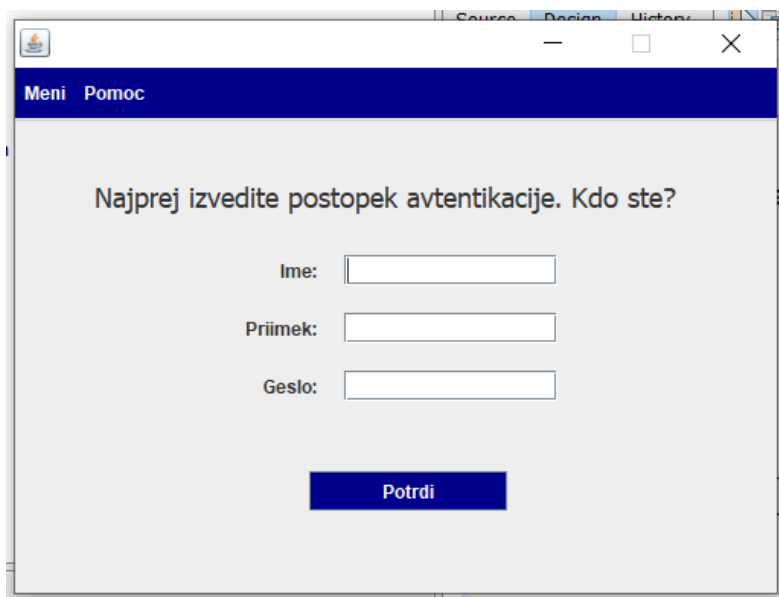 Source Design History
Meni Pomoc
Najprej izvedite postopek avtentikacije. Kdo ste?
Ime:
Priimek:
Geslo:
Potrdi